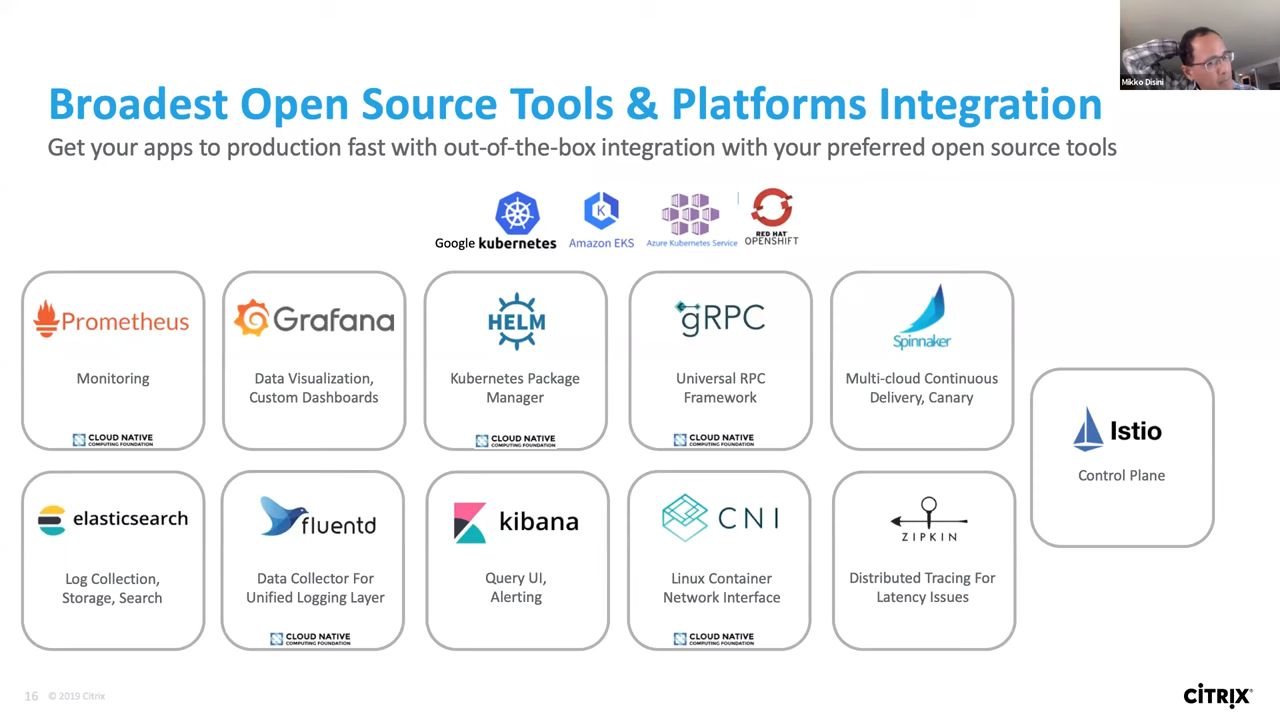 Mikko Disini
Broadest Open Source Tools & Platforms Integration
Get your apps to production fast with out-of-the-box integration with your preferred open source tools
Google kubernetes
Amazon EKS
Azure Kubernetes Service
RED HAT
OPENSHIFT
Prometheus
Monitoring
CLOUD NATIVE
COMPUTING FOUNDATION
Grafana
Data Visualization,
Custom Dashboards
HELM
Kubernetes Package
Manager
CLOUD NATIVE
COMPUTING FOUNDATION
gRPC
Universal RPC
Framework
CLOUD NATIVE
COMPUTING FOUNDATION
Spinnaker
Multi-cloud Continuous
Delivery, Canary
Istio
Control Plane
elasticsearch
Log Collection,
Storage, Search
fluentd
Data Collector For
Unified Logging Layer
CLOUD NATIVE
COMPUTING FOUNDATION
kibana
Query UI,
Alerting
CNI
Linux Container
Network Interface
CLOUD NATIVE
COMPUTING FOUNDATION
ZIPKIN
Distributed Tracing For
Latency Issues
16 © 2019 Citrix
CİTRIX